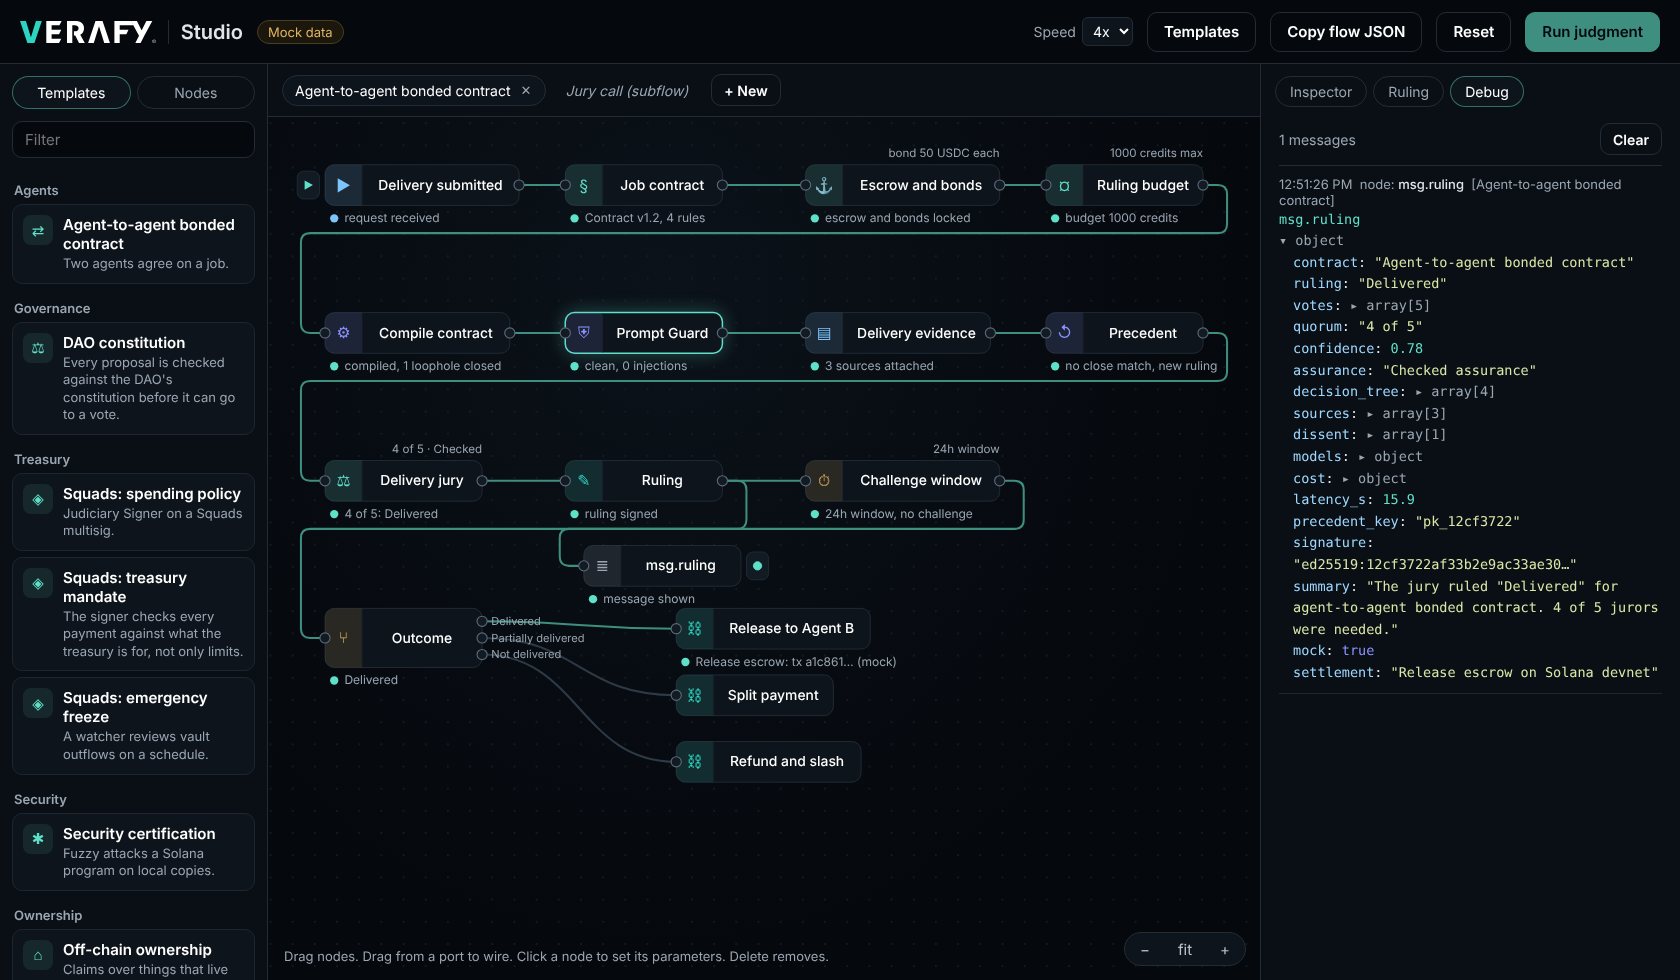 VERAFY.
Studio
Mock data
Speed
4x
Templates
Copy flow JSON
Reset
Run judgment
Templates
Nodes
Filter
Agents
Agent-to-agent bonded
contract
Two agents agree on a job.
Governance
DAO constitution
Every proposal is checked
against the DAO's
constitution before it can go
to a vote.
Treasury
Squads: spending policy
Judiciary Signer on a Squads
multisig.
Squads: treasury
mandate
The signer checks every
payment against what the
treasury is for, not only limits.
Squads: emergency
freeze
A watcher reviews vault
outflows on a schedule.
Security
Security certification
Fuzzy attacks a Solana
program on local copies.
Ownership
Off-chain ownership
Claims over things that live
Agent-to-agent bonded contract ×
Jury call (subflow)
+ New
bond 50 USDC each
1000 credits max
Delivery submitted
§ Job contract
Escrow and bonds
¤ Ruling budget
request received
Contract v1.2, 4 rules
escrow and bonds locked
budget 1000 credits
Compile contract
Prompt Guard
Delivery evidence
Precedent
compiled, 1 loophole closed
clean, 0 injections
3 sources attached
no close match, new ruling
4 of 5 · Checked
24h window
Delivery jury
Ruling
Challenge window
4 of 5: Delivered
ruling signed
24h window, no challenge
msg.ruling
message shown
Outcome
Delivered
Partially delivered
Not delivered
Delivered
Release to Agent B
Release escrow: tx a1c861... (mock)
Split payment
Refund and slash
Drag nodes. Drag from a port to wire. Click a node to set its parameters. Delete removes.
− fit +
Inspector
Ruling
Debug
1 messages
Clear
12:51:26 PM node: msg.ruling [Agent-to-agent bonded
contract]
msg.ruling
▾ object
contract: "Agent-to-agent bonded contract"
ruling: "Delivered"
votes: ▸ array[5]
quorum: "4 of 5"
confidence: 0.78
assurance: "Checked assurance"
decision_tree: ▸ array[4]
sources: ▸ array[3]
dissent: ▸ array[1]
models: ▸ object
cost: ▸ object
latency_s: 15.9
precedent_key: "pk_12cf3722"
signature:
"ed25519:12cf3722af33b2e9ac33ae30…"
summary: "The jury ruled "Delivered" for
agent-to-agent bonded contract. 4 of 5 jurors
were needed."
mock: true
settlement: "Release escrow on Solana devnet"